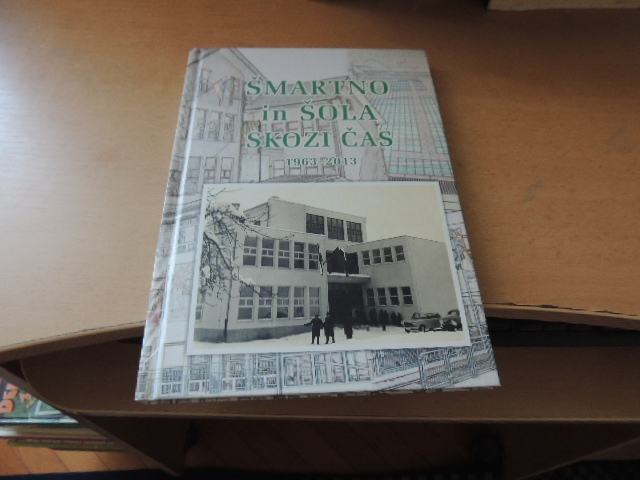 ŠMARTNO
in ŠOLA
SKOZI ČAS
1963-2013